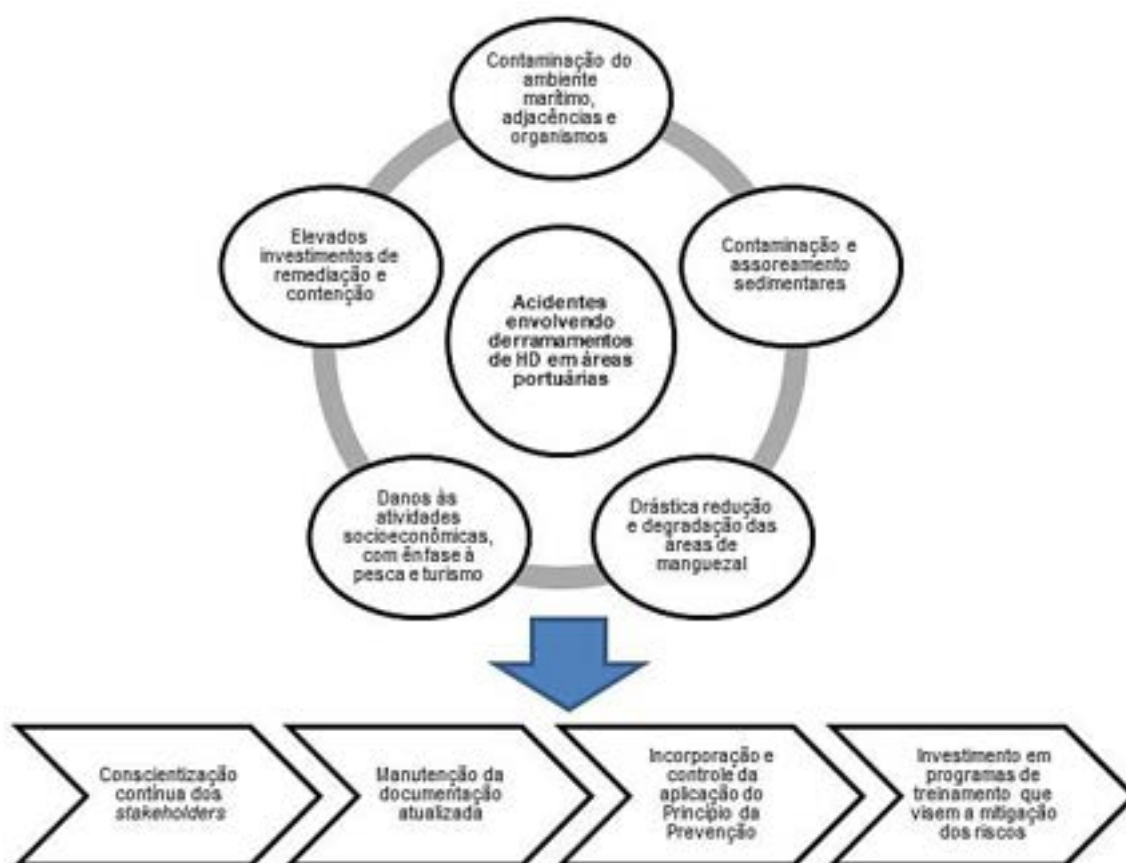 Contaminação do
ambiente
marítimo,
adjacências e
organismos
Elevados
investimentos de
remediação e
contenção
Contaminação e
assoreamento
sedimentares
Acidentes
envolvendo
derramamentos
de HD em áreas
portuárias
Danos às
atividades
socioeconômicas,
com ênfase à
pesca e turismo
Drástica redução
e degradação das
áreas de
manguezal
Conscientização
contínua dos
stakeholders
Manutenção da
documentação
atualizada
Incorporação e
controle da
aplicação do
Princípio da
Prevenção
Investimento em
programas de
treinamento que
visem a mitigação
dos riscos